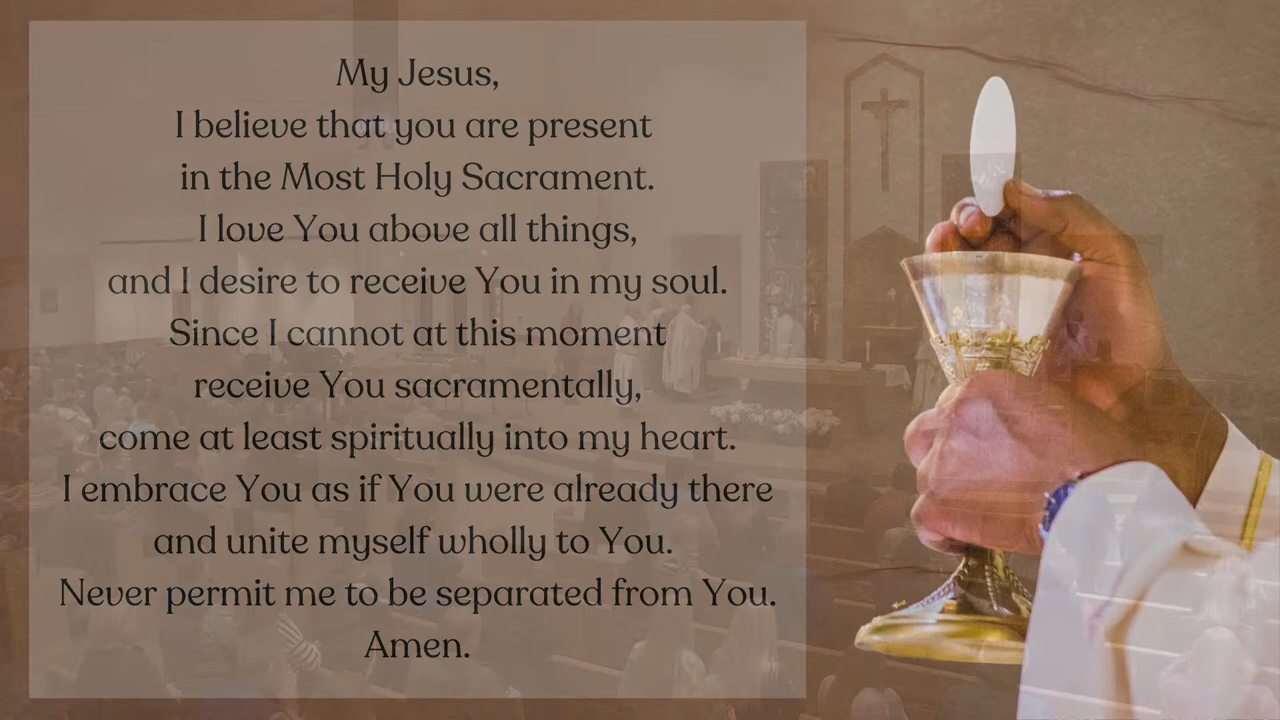 My Jesus,
I believe that you are present
in the Most Holy Sacrament.
I love You above all things,
and I desire to receive You in my soul.
Since I cannot at this moment
receive You sacramentally,
come at least spiritually into my heart.
I embrace You as if You were already there
and unite myself wholly to You.
Never permit me to be separated from You.
Amen.